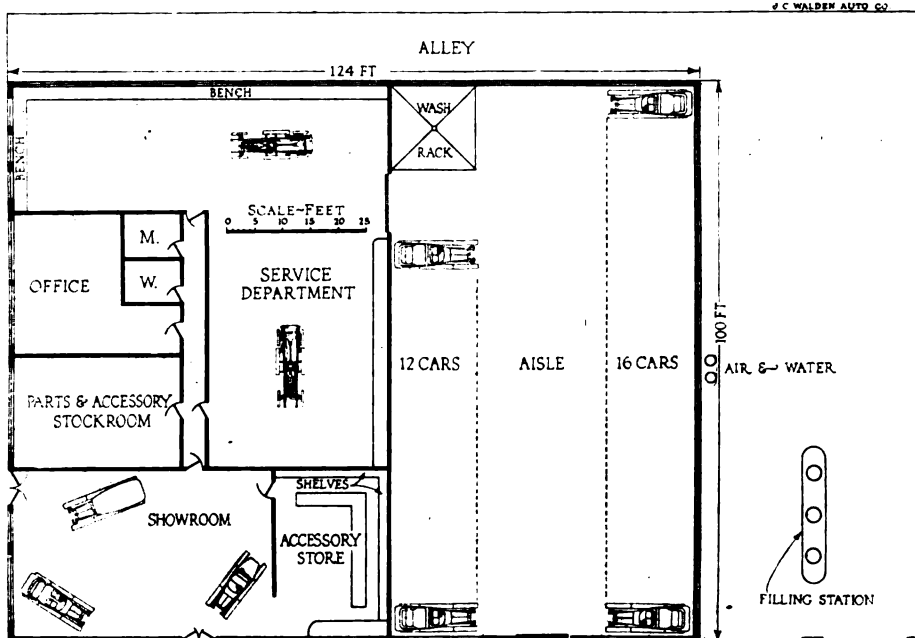 J C WALDEN AUTO CO
ALLEY
124 FT
BENCH
BENCH
WASH
RACK
SCALE-FEET
0 5 10 15 20 25
M.
W.
OFFICE
SERVICE
DEPARTMENT
12 CARS
AISLE
16 CARS
100 FT
AIR & WATER
PARTS & ACCESSORY
STOCKROOM
SHELVES
SHOWROOM
ACCESSORY
STORE
FILLING STATION